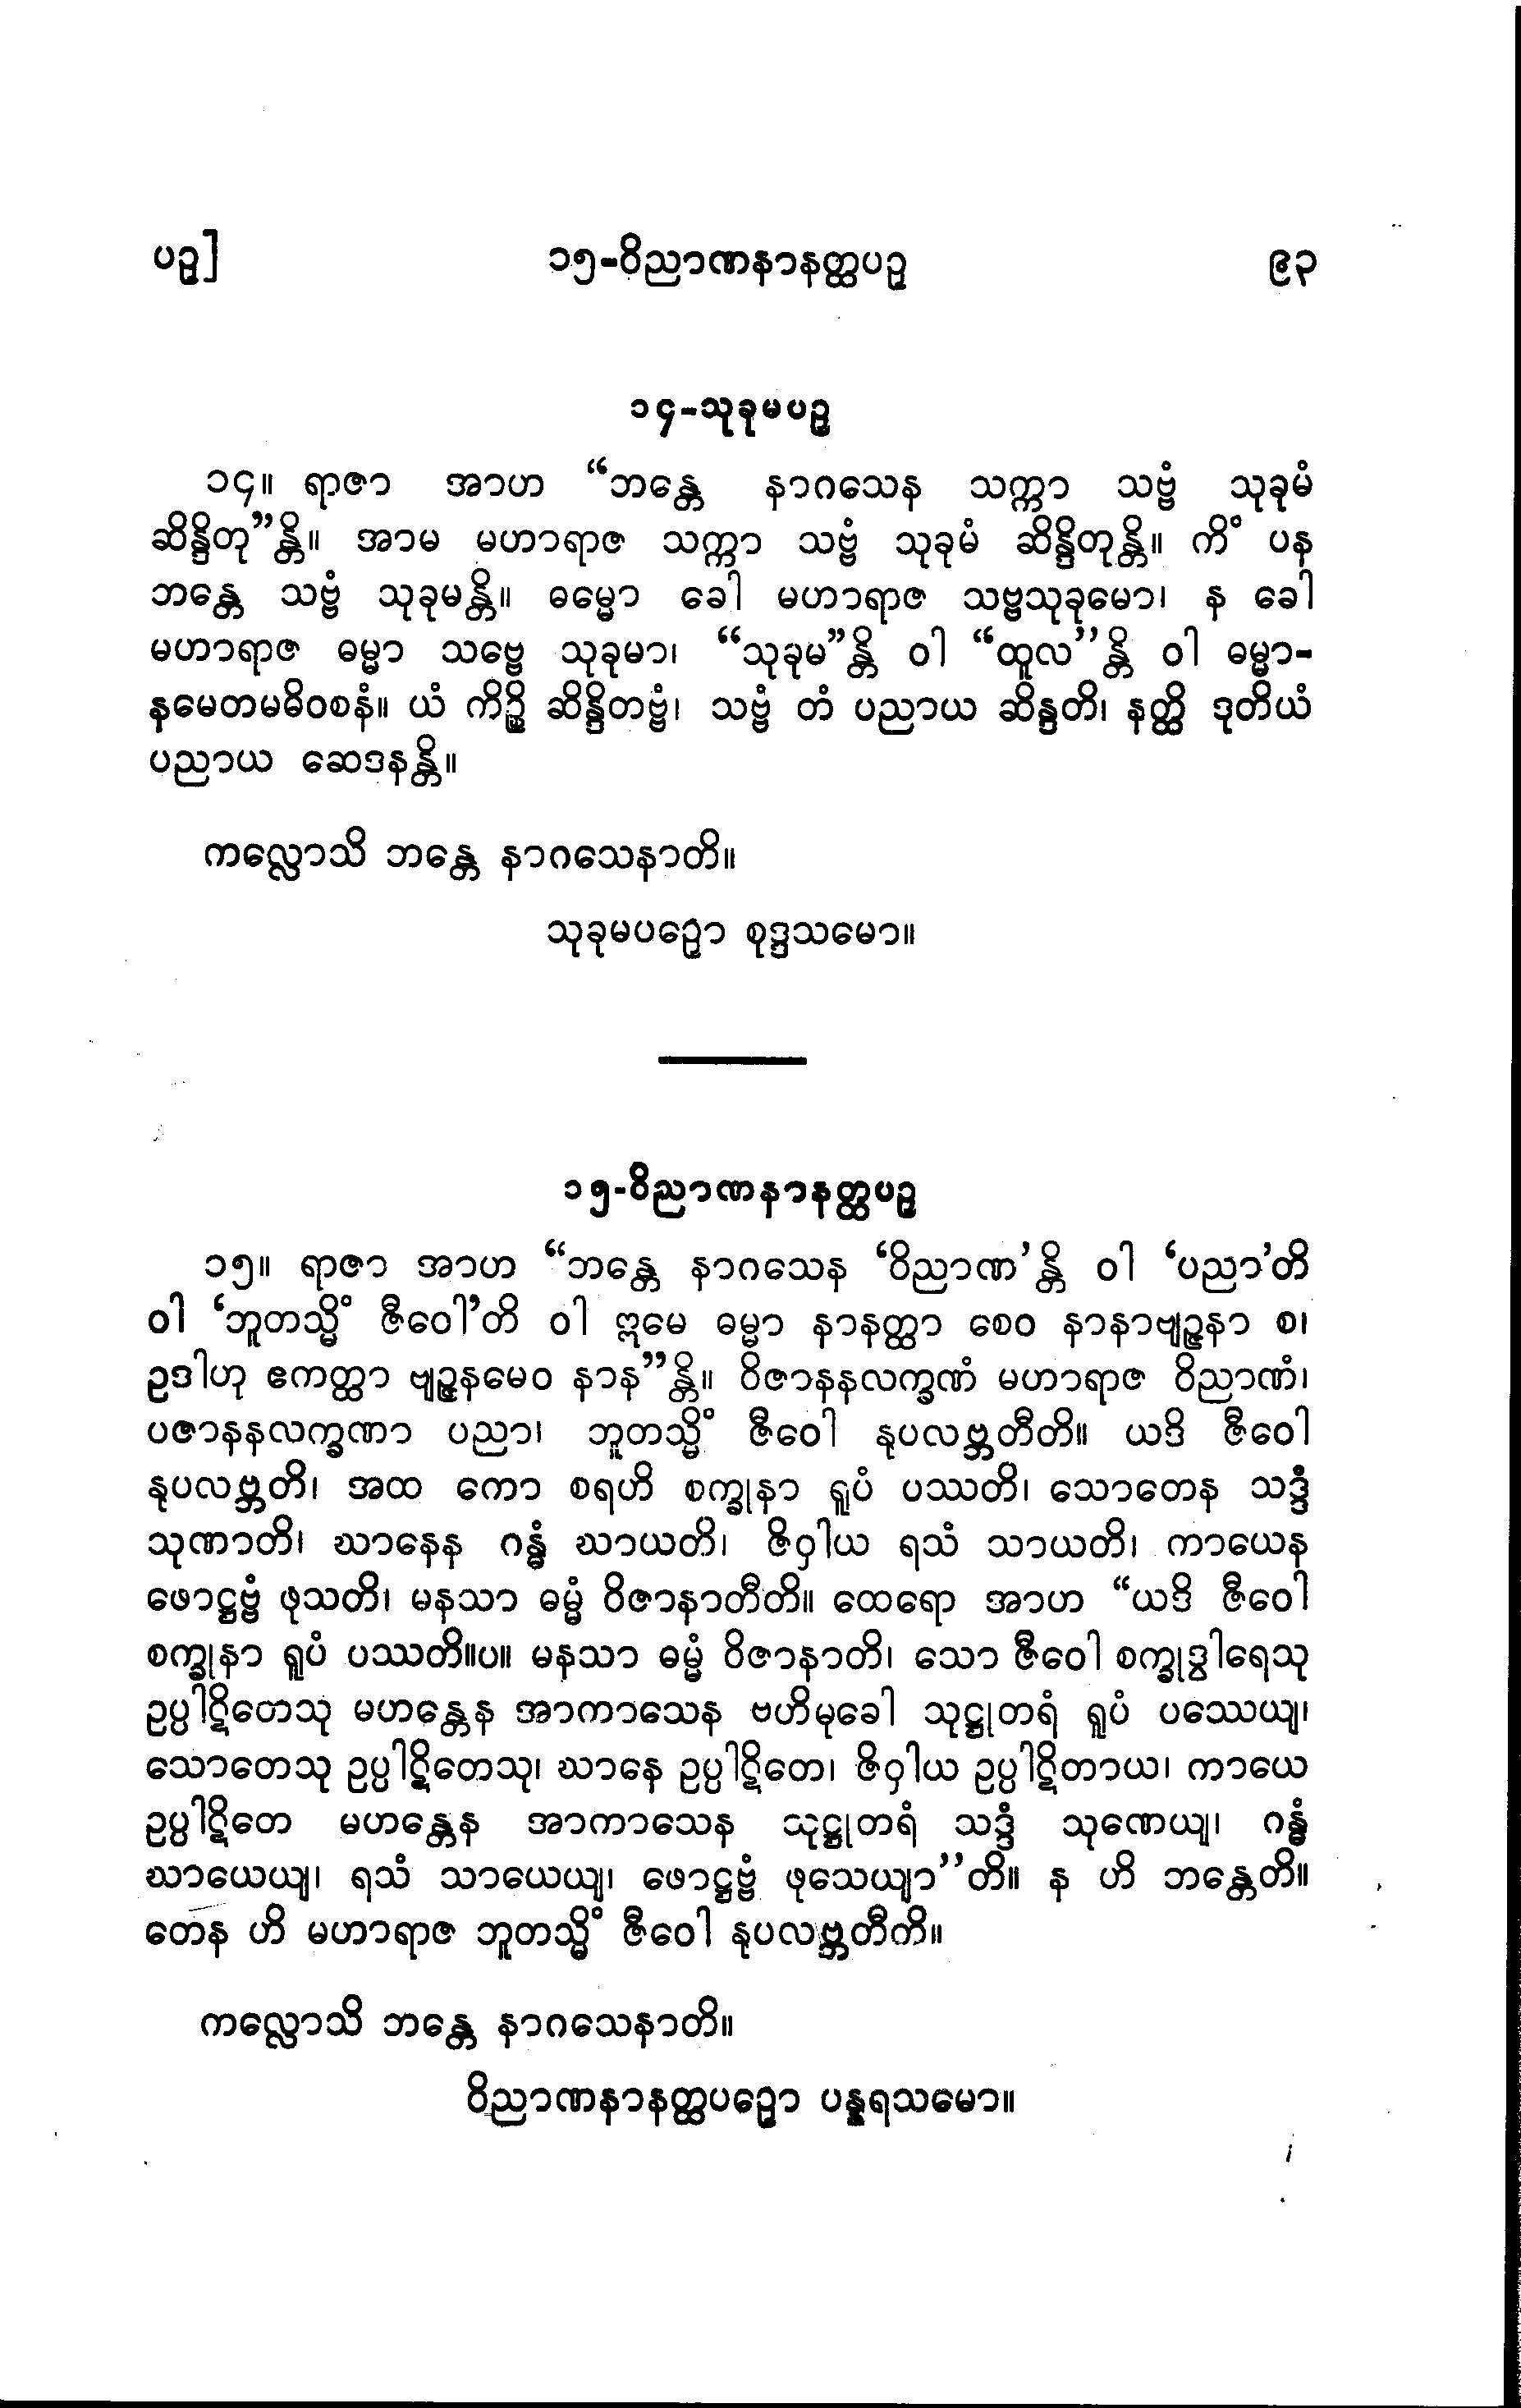 ပဥှ]
၁၅-ဝိညာဏနာနတ္ထပဥှ
၉၃
၁၄-သုခုမပဥှ
၁၄။ ရာဇာ အာဟ “ဘန္တေ နာဂသေန သက္ကာ သဗ္ဗံ သုခုမံ
ဆိန္ဒိတု”န္တိ။ အာမ မဟာရာဇ သက္ကာ သဗ္ဗံ သုခုမံ ဆိန္ဒိတုန္တိ။ ကိံ ပန
ဘန္တေ သဗ္ဗံ သုခုမန္တိ။ ဓမ္မော ခေါ မဟာရာဇ သဗ္ဗသုခုမော၊ န ခေါ
မဟာရာဇ ဓမ္မာ သဗ္ဗေ သုခုမာ၊ “သုခုမ”န္တိ ဝါ “ထူလ”န္တိ ဝါ ဓမ္မာ-
နမေတမဓိဝစနံ။ ယံ ကိဉ္စိ ဆိန္ဒိတဗ္ဗံ၊ သဗ္ဗံ တံ ပညာယ ဆိန္ဒတိ၊ နတ္ထိ ဒုတိယံ
ပညာယ ဆေဒနန္တိ။
ကလ္လောသိ ဘန္တေ နာဂသေနာတိ။
သုခုမပဥှော စုဒ္ဒသမော။
၁၅-ဝိညာဏနာနတ္ထပဥှ
၁၅။ ရာဇာ အာဟ “ဘန္တေ နာဂသေန ‘ဝိညာဏ’န္တိ ဝါ ‘ပညာ’တိ
ဝါ ‘ဘူတသ္မိံ ဇီဝေါ’တိ ဝါ ဣမေ ဓမ္မာ နာနတ္ထာ စေဝ နာနာဗျဉ္ဇနာ စ၊
ဥဒါဟု ဧကတ္ထာ ဗျဉ္ဇနမေဝ နာန”န္တိ။ ဝိဇာနနလက္ခဏံ မဟာရာဇ ဝိညာဏံ၊
ပဇာနနလက္ခဏာ ပညာ၊ ဘူတသ္မိံ ဇီဝေါ နုပလဗ္ဘတီတိ။ ယဒိ ဇီဝေါ
နုပလဗ္ဘတိ၊ အထ ကော စရဟိ စက္ခုနာ ရူပံ ပဿတိ၊ သောတေန သဒ္ဒံ
သုဏာတိ၊ ဃာနေန ဂန္ဓံ ဃာယတိ၊ ဇိဝှါယ ရသံ သာယတိ၊ ကာယေန
ဖောဋ္ဌဗ္ဗံ ဖုသတိ၊ မနသာ ဓမ္မံ ဝိဇာနာတီတိ။ ထေရော အာဟ “ယဒိ ဇီဝေါ
စက္ခုနာ ရူပံ ပဿတိ။ပ။ မနသာ ဓမ္မံ ဝိဇာနာတိ၊ သော ဇီဝေါ စက္ခုဒွါရေသု
ဥပ္ပါဋိတေသု မဟန္တေန အာကာသေန ဗဟိမုခေါ သုဋ္ဌုတရံ ရူပံ ပဿေယျ၊
သောတေသု ဥပ္ပါဋိတေသု၊ ဃာနေ ဥပ္ပါဋိတေ၊ ဇိဝှါယ ဥပ္ပါဋိတာယ၊ ကာယေ
ဥပ္ပါဋိတေ မဟန္တေန အာကာသေန သုဋ္ဌုတရံ သဒ္ဒံ သုဏေယျ၊ ဂန္ဓံ
ဃာယေယျ၊ ရသံ သာယေယျ၊ ဖောဋ္ဌဗ္ဗံ ဖုသေယျာ”တိ။ န ဟိ ဘန္တေတိ။
တေန ဟိ မဟာရာဇ ဘူတသ္မိံ ဇီဝေါ နုပလဗ္ဘတီတိ။
ကလ္လောသိ ဘန္တေ နာဂသေနာတိ။
ဝိညာဏနာနတ္ထပဥှော ပန္နရသမော။